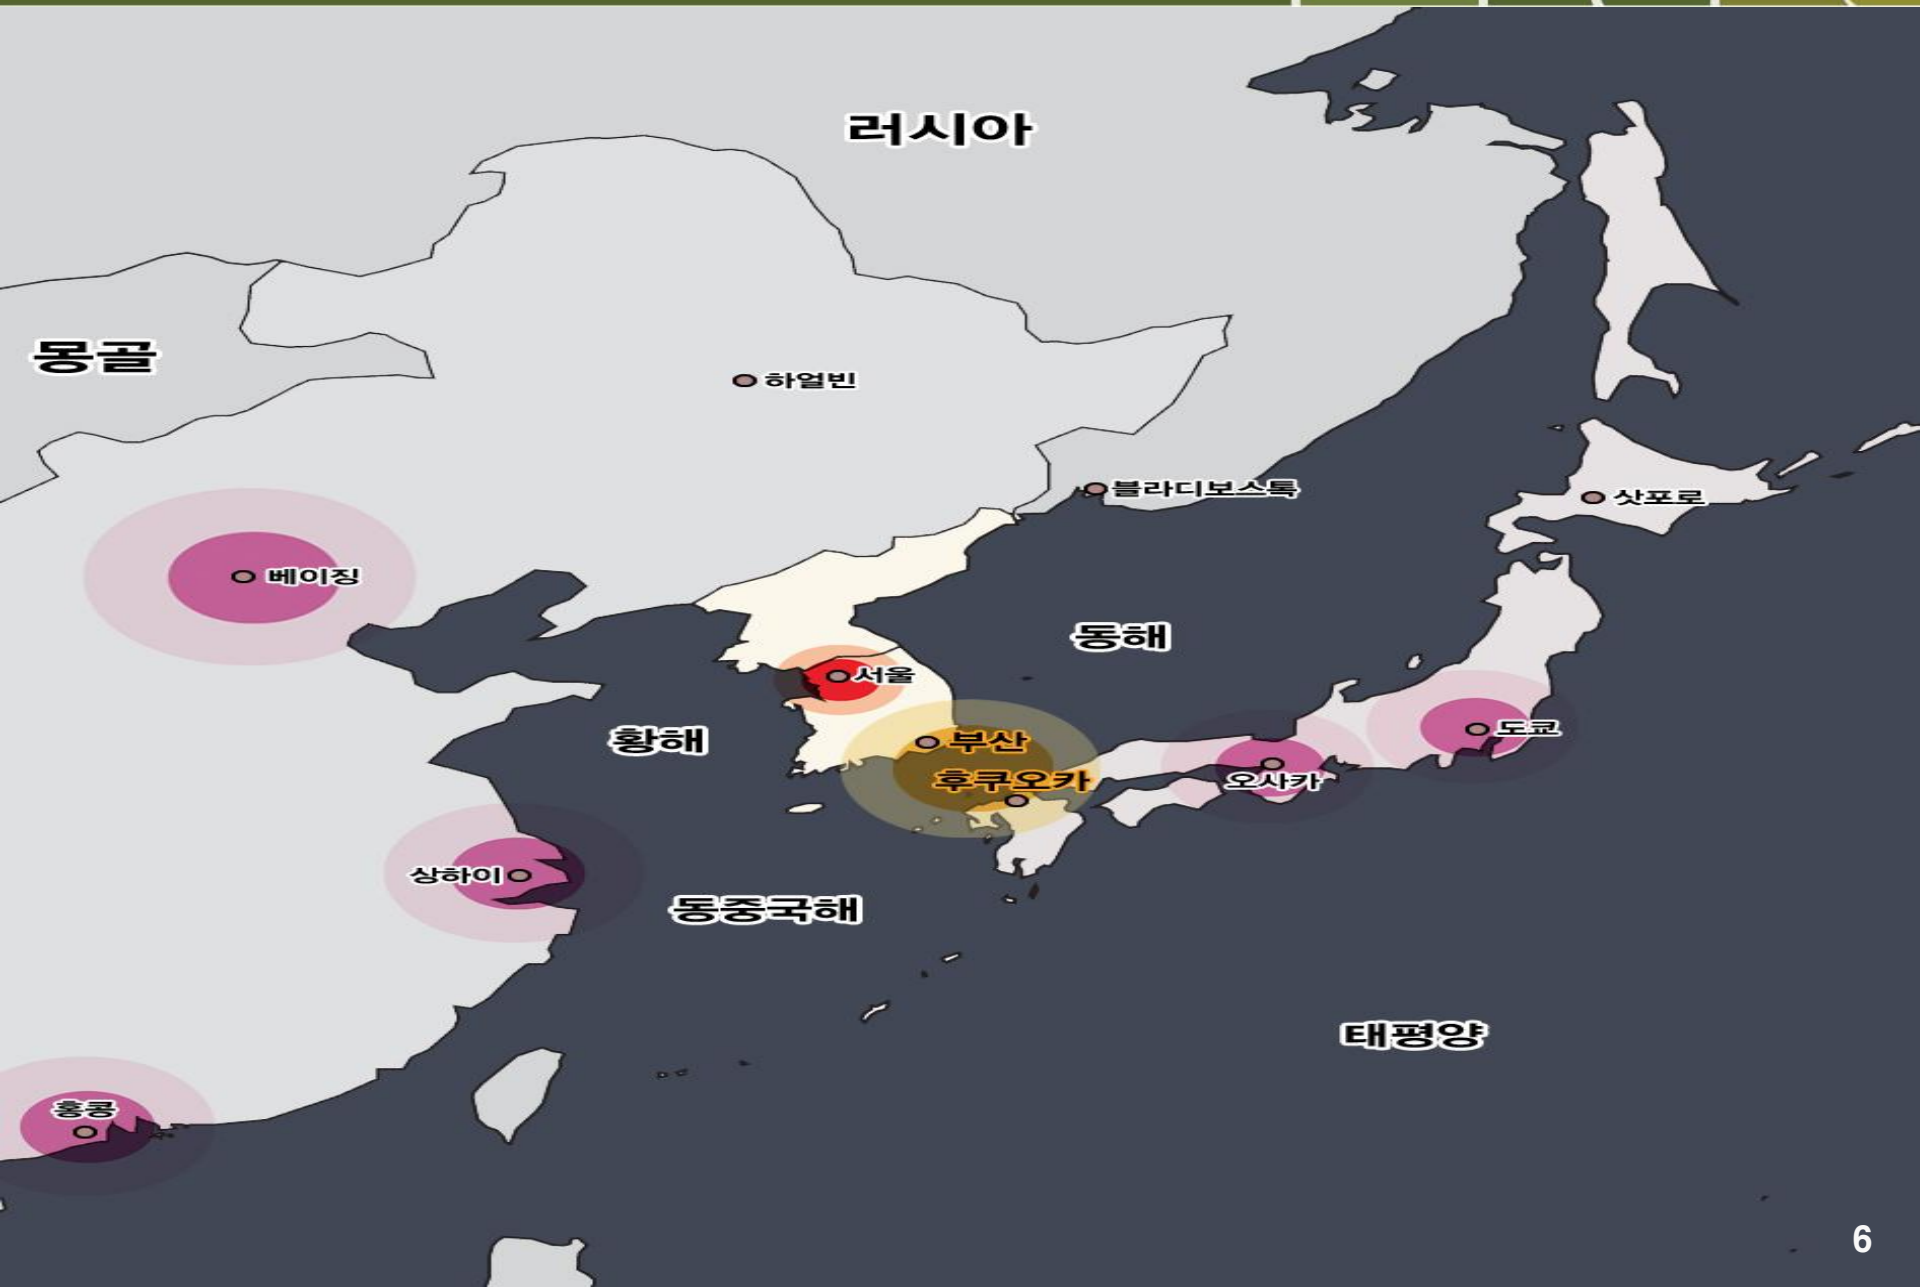 러시아
몽골
하얼빈
블라디보스톡
삿포로
베이징
동해
서울
황해
부산
도쿄
후쿠오카
오사카
상하이
동중국해
태평양
홍콩
6